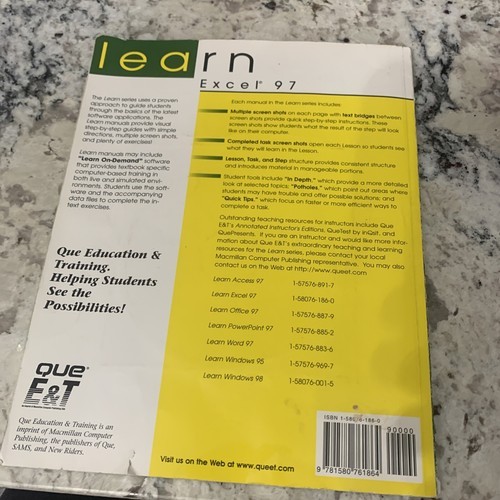 learn
Excel® 97
The Learn series uses a proven
approach to guide students
through the basics of the latest
software applications. The
Learn manuals provide visual
step-by-step guides with simple
directions, multiple screen shots,
and plenty of exercises!
Learn manuals may include
"Learn On-Demand" software
that provides textbook specific
computer-based training in
both live and simulated envi-
ronments. Students use the soft-
ware and the accompanying
data files to complete the in-
text exercises.
Que Education &
Training.
Helping Students
See the
Possibilities!
Que®
E&T
Que Education & Training is an
imprint of Macmillan Computer
Publishing, the publishers of Que,
SAMS, and New Riders.
Each manual in the Learn series includes:
Multiple screen shots on each page with text bridges between
screen shots provide quick step-by-step instructions. These
screen shots show students what the result of the step will look
like on their computer.
Completed task screen shots open each Lesson so students see
what they will learn in the Lesson.
Lesson, Task, and Step structure provides consistent structure
and introduces material in manageable portions.
Student tools include "In Depth," which provide a more detailed
look at selected topics; "Potholes," which point out areas where
students may have trouble and offer possible solutions; and
"Quick Tips," which focus on faster or more efficient ways to
complete a task.
Outstanding teaching resources for instructors include Que
E&T's Annotated Instructors Editions, QueTest by inQsit, and
QuePresents. If you are an instructor and would like more infor-
mation about Que E&T's extraordinary teaching and learning
resources for the Learn series, please contact your local
Macmillan Computer Publishing representative. You may also
contact us on the Web at http://www.queet.com.
Learn Access 97 1-57576-891-7
Learn Excel 97 1-58076-186-0
Learn Office 97 1-57576-887-9
Learn PowerPoint 97 1-57576-885-2
Learn Word 97 1-57576-883-6
Learn Windows 95 1-57576-969-7
Learn Windows 98 1-58076-001-5
Visit us on the Web at www.queet.com
ISBN 1-58076-186-0
90000
9 781580 761864